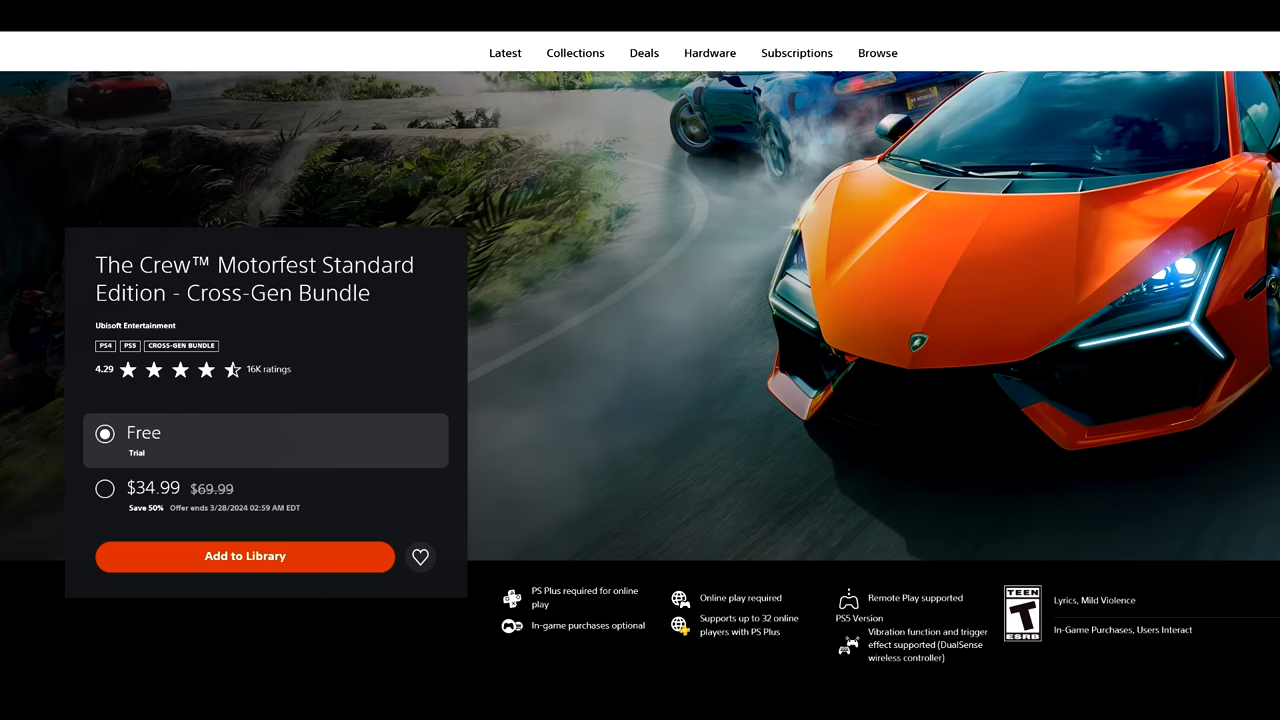 Latest Collections Deals Hardware Subscriptions Browse
The Crew™ Motorfest Standard
Edition - Cross-Gen Bundle
Ubisoft Entertainment
PS4 PS5 CROSS-GEN BUNDLE
4.29 16K ratings
Free
Trial
$34.99 $69.99
Save 50% Offer ends 3/28/2024 02:59 AM EDT
Add to Library
PS Plus required for online
play
In-game purchases optional
Online play required
Supports up to 32 online
players with PS Plus
Remote Play supported
PS5 Version
Vibration function and trigger
effect supported (DualSense
wireless controller)
TEEN
T
ESRB
Lyrics, Mild Violence
In-Game Purchases, Users Interact